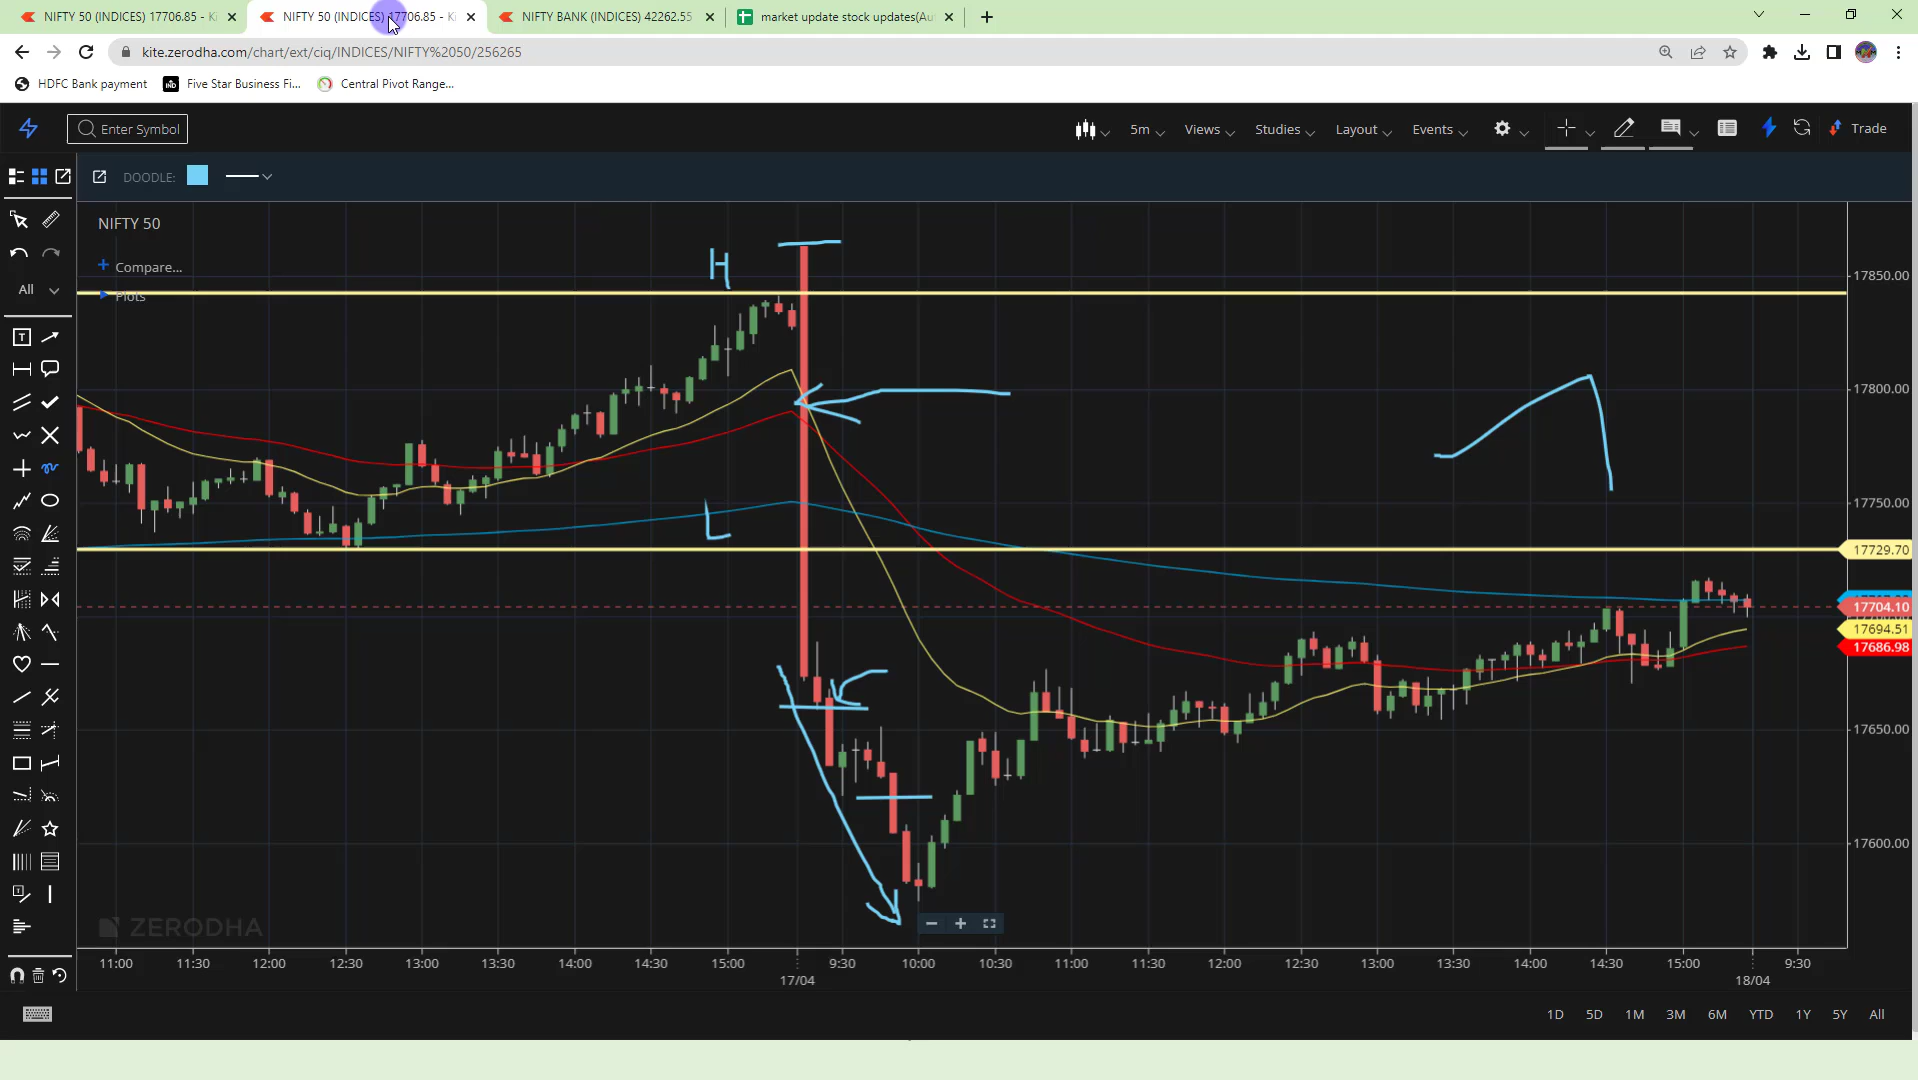 NIFTY 50 (INDICES) 17706.85 - Ki
NIFTY 50 (INDICES) 17706.85 - Ki
NIFTY BANK (INDICES) 42262.55
market update stock updates(Au
kite.zerodha.com/chart/ext/ciq/INDICES/NIFTY%2050/256265
HDFC Bank payment
Five Star Business Fi...
Central Pivot Range...
Enter Symbol
5m
Views
Studies
Layout
Events
Trade
DOODLE:
NIFTY 50
Compare...
All
Plots
H
L
17850.00
17800.00
17750.00
17729.70
17704.10
17694.51
17686.98
17650.00
17600.00
ZERODHA
11:00 11:30 12:00 12:30 13:00 13:30 14:00 14:30 15:00 9:30 10:00 10:30 11:00 11:30 12:00 12:30 13:00 13:30 14:00 14:30 15:00 9:30
17/04 18/04
1D 5D 1M 3M 6M YTD 1Y 5Y All